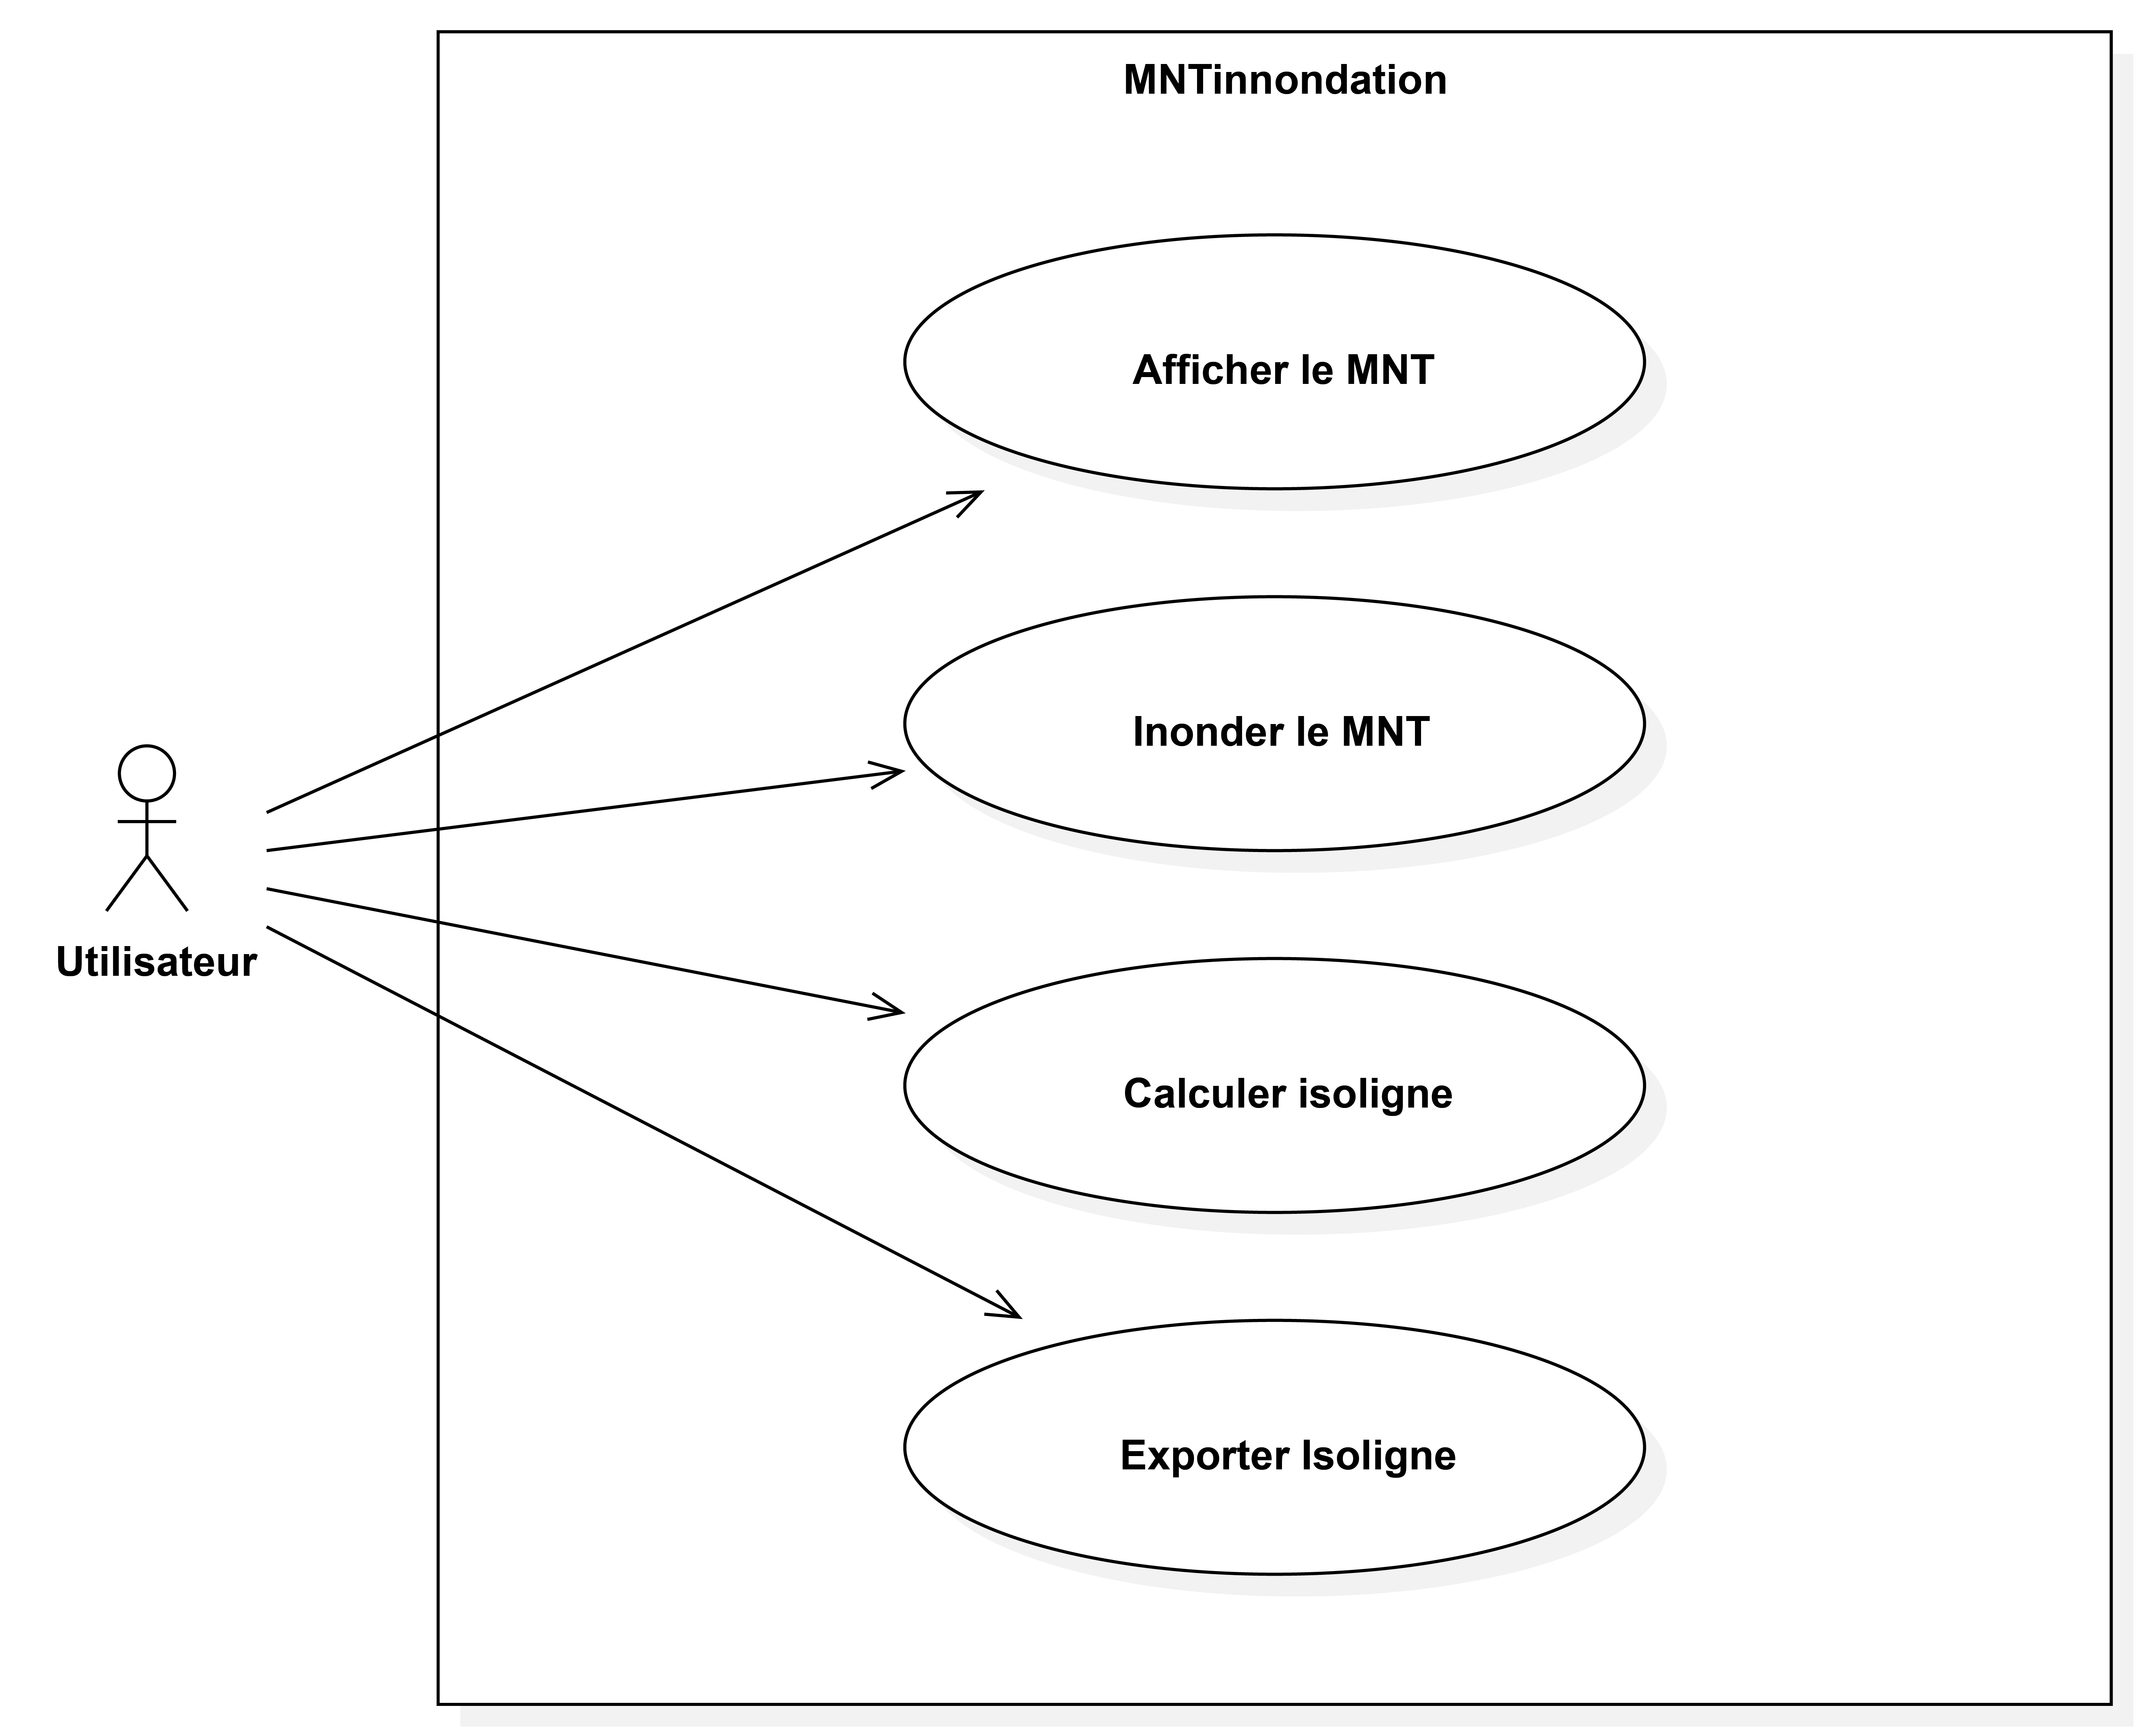 MNTinnondation
Afficher le MNT
Inonder le MNT
Utilisateur
Calculer isoligne
Exporter Isoligne